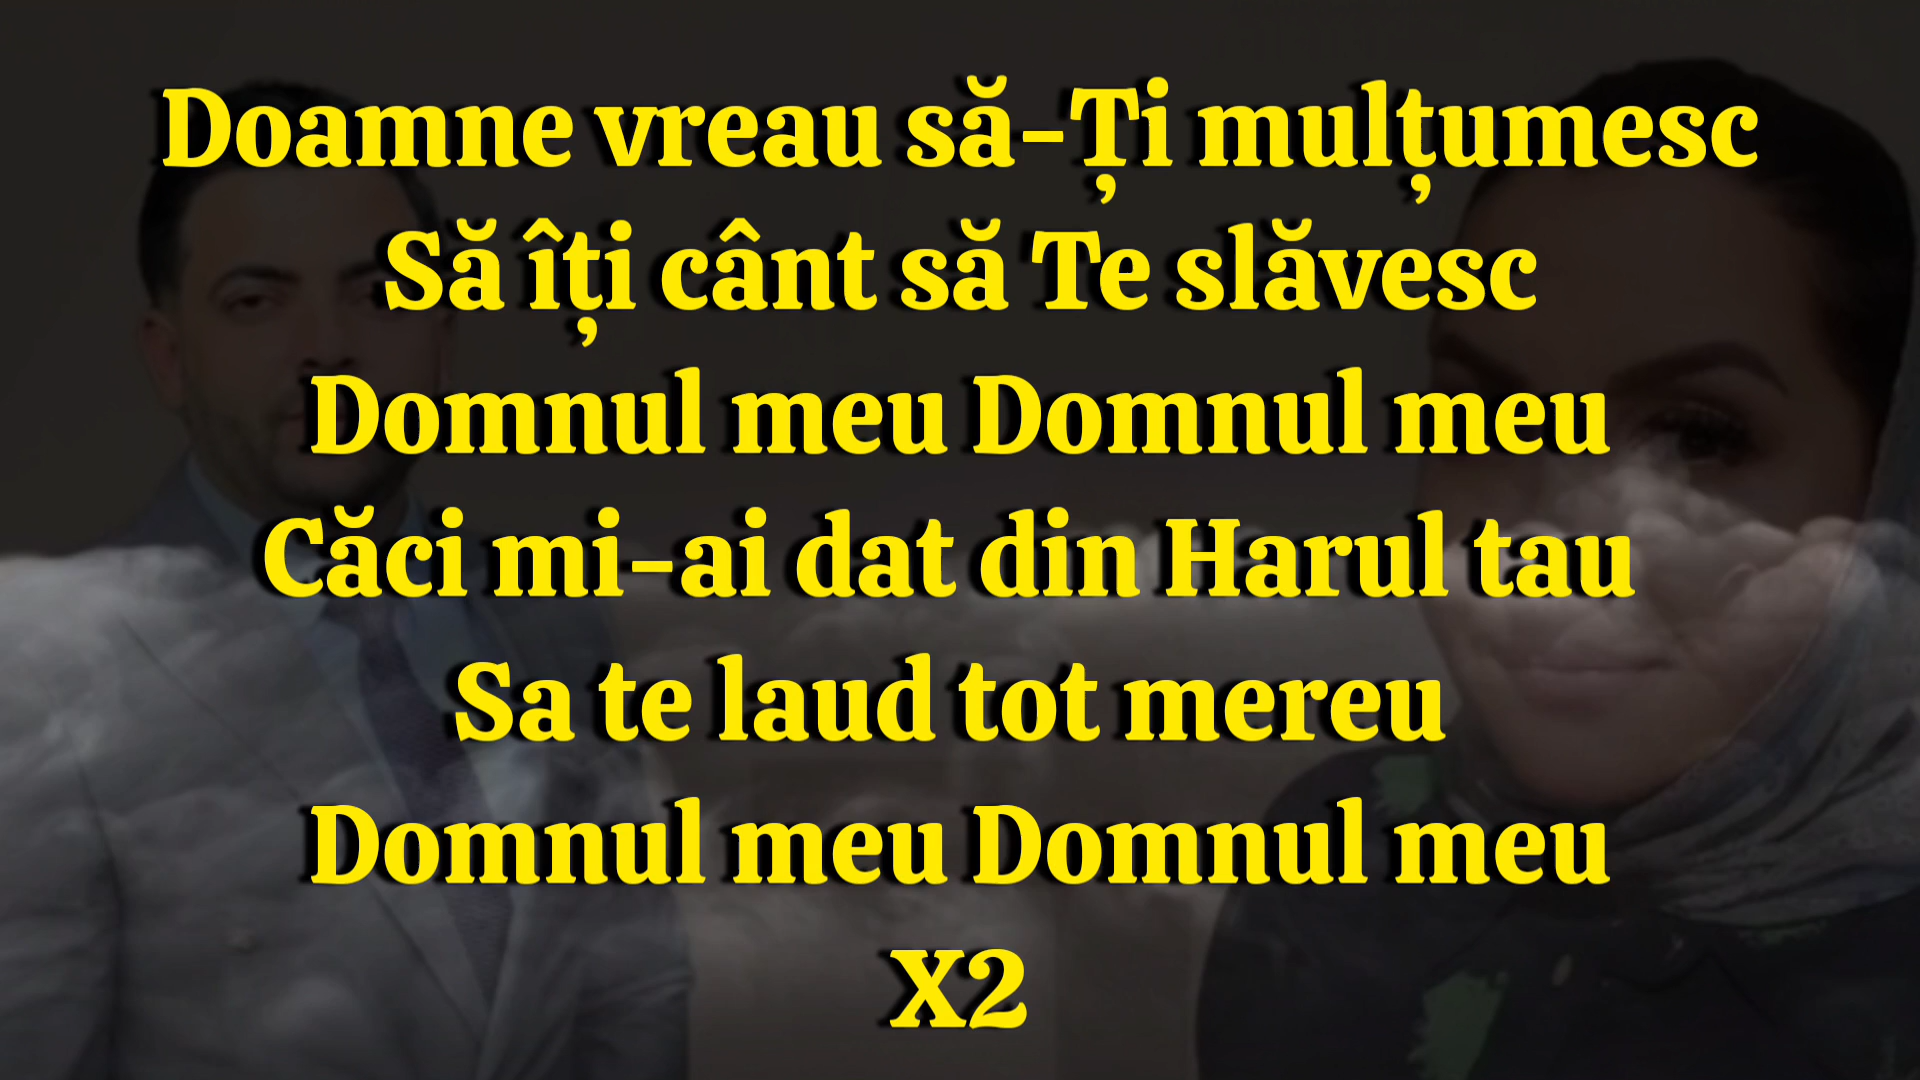 Doamne vreau să-Ți mulțumesc
Să îți cânt să Te slăvesc
Domnul meu Domnul meu
Căci mi-ai dat din Harul tau
Sa te laud tot mereu
Domnul meu Domnul meu
X2